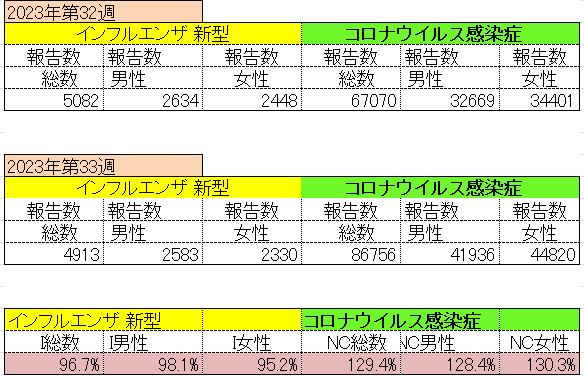 2023年第32週
インフルエンザ 新型 コロナウイルス感染症
報告数 報告数 報告数 報告数 報告数 報告数
総数 男性 女性 総数 男性 女性
5082 2634 2448 67070 32669 34401
2023年第33週
インフルエンザ 新型 コロナウイルス感染症
報告数 報告数 報告数 報告数 報告数 報告数
総数 男性 女性 総数 男性 女性
4913 2583 2330 86756 41936 44820
インフルエンザ 新型 コロナウイルス感染症
I総数 I男性 I女性 NC総数 NC男性 NC女性
96.7% 98.1% 95.2% 129.4% 128.4% 130.3%